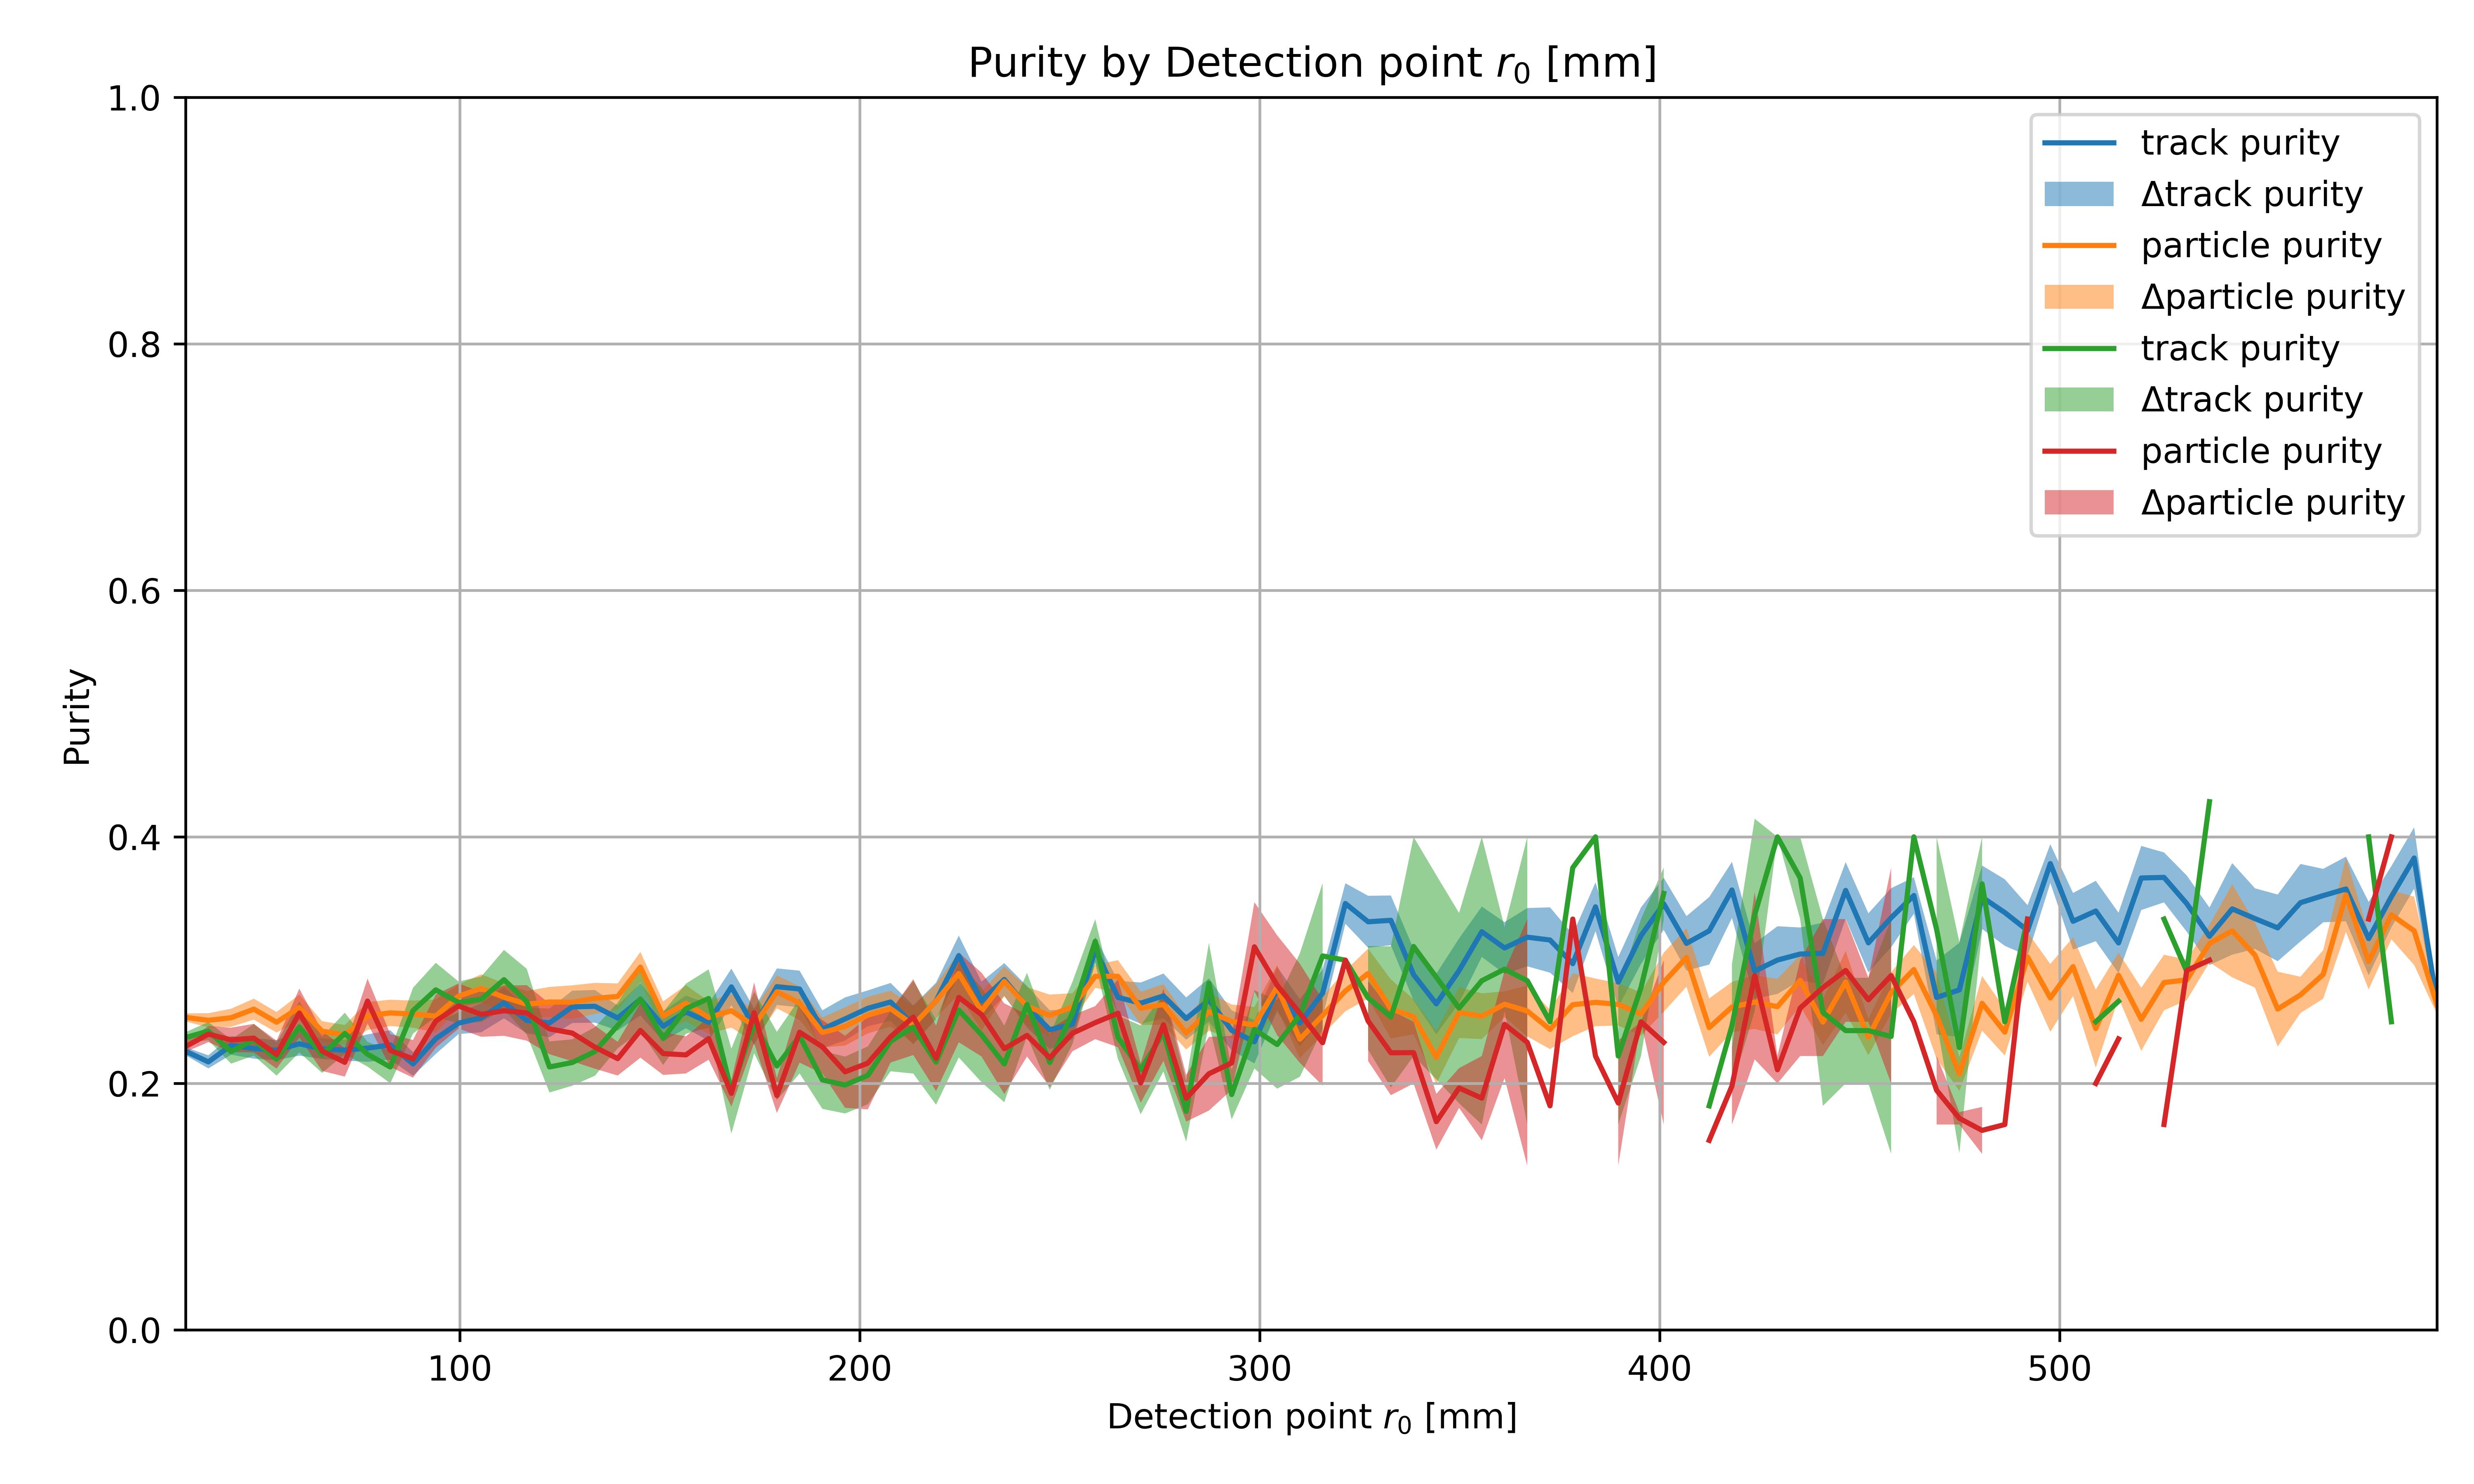 Purity by Detection point r₀ [mm]
1.0
0.8
0.6
0.4
0.2
0.0
Purity
track purity
Δtrack purity
particle purity
Δparticle purity
track purity
Δtrack purity
particle purity
Δparticle purity
100 200 300 400 500
Detection point r₀ [mm]